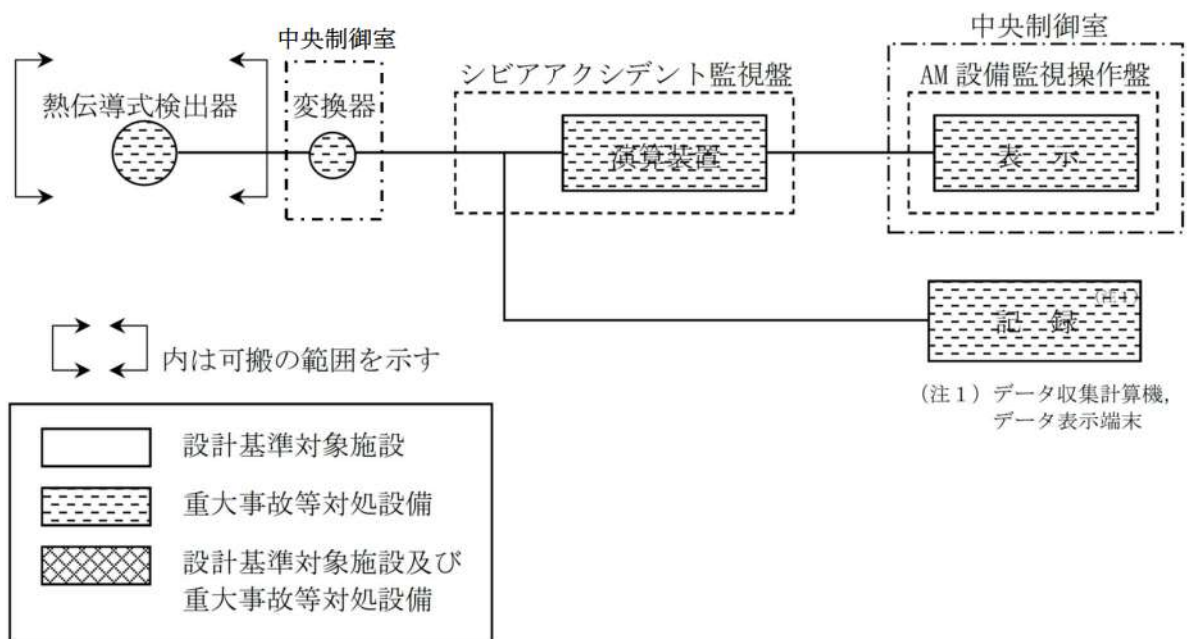 中央制御室
中央制御室
シビアアクシデント監視盤
AM 設備監視操作盤
熱伝導式検出器
変換器
演算装置
表 示
(注1)
記 録
内は可搬の範囲を示す
(注1) データ収集計算機,
データ表示端末
設計基準対象施設
重大事故等対処設備
設計基準対象施設及び
重大事故等対処設備